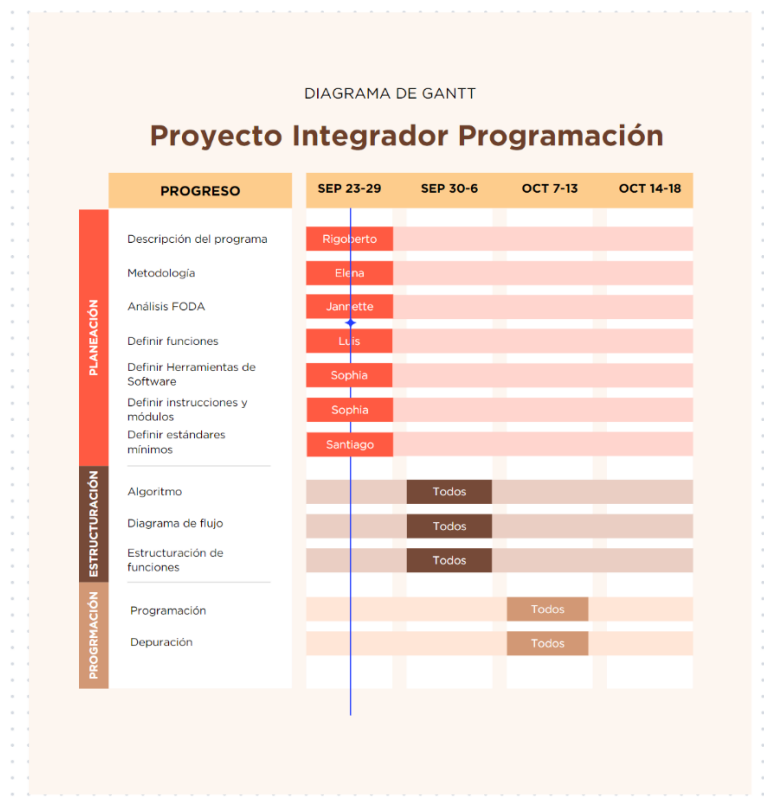 DIAGRAMA DE GANTT
Proyecto Integrador Programación
PROGRESO
SEP 23-29
SEP 30-6
OCT 7-13
OCT 14-18
PLANEACIÓN
Descripción del programa
Rigoberto
Metodología
Elena
Análisis FODA
Jannette
Definir funciones
Luis
Definir Herramientas de
Software
Sophia
Definir instrucciones y
módulos
Sophia
Definir estándares
mínimos
Santiago
ESTRUCTURACIÓN
Algoritmo
Todos
Diagrama de flujo
Todos
Estructuración de
funciones
Todos
PROGRMACIÓN
Programación
Todos
Depuración
Todos